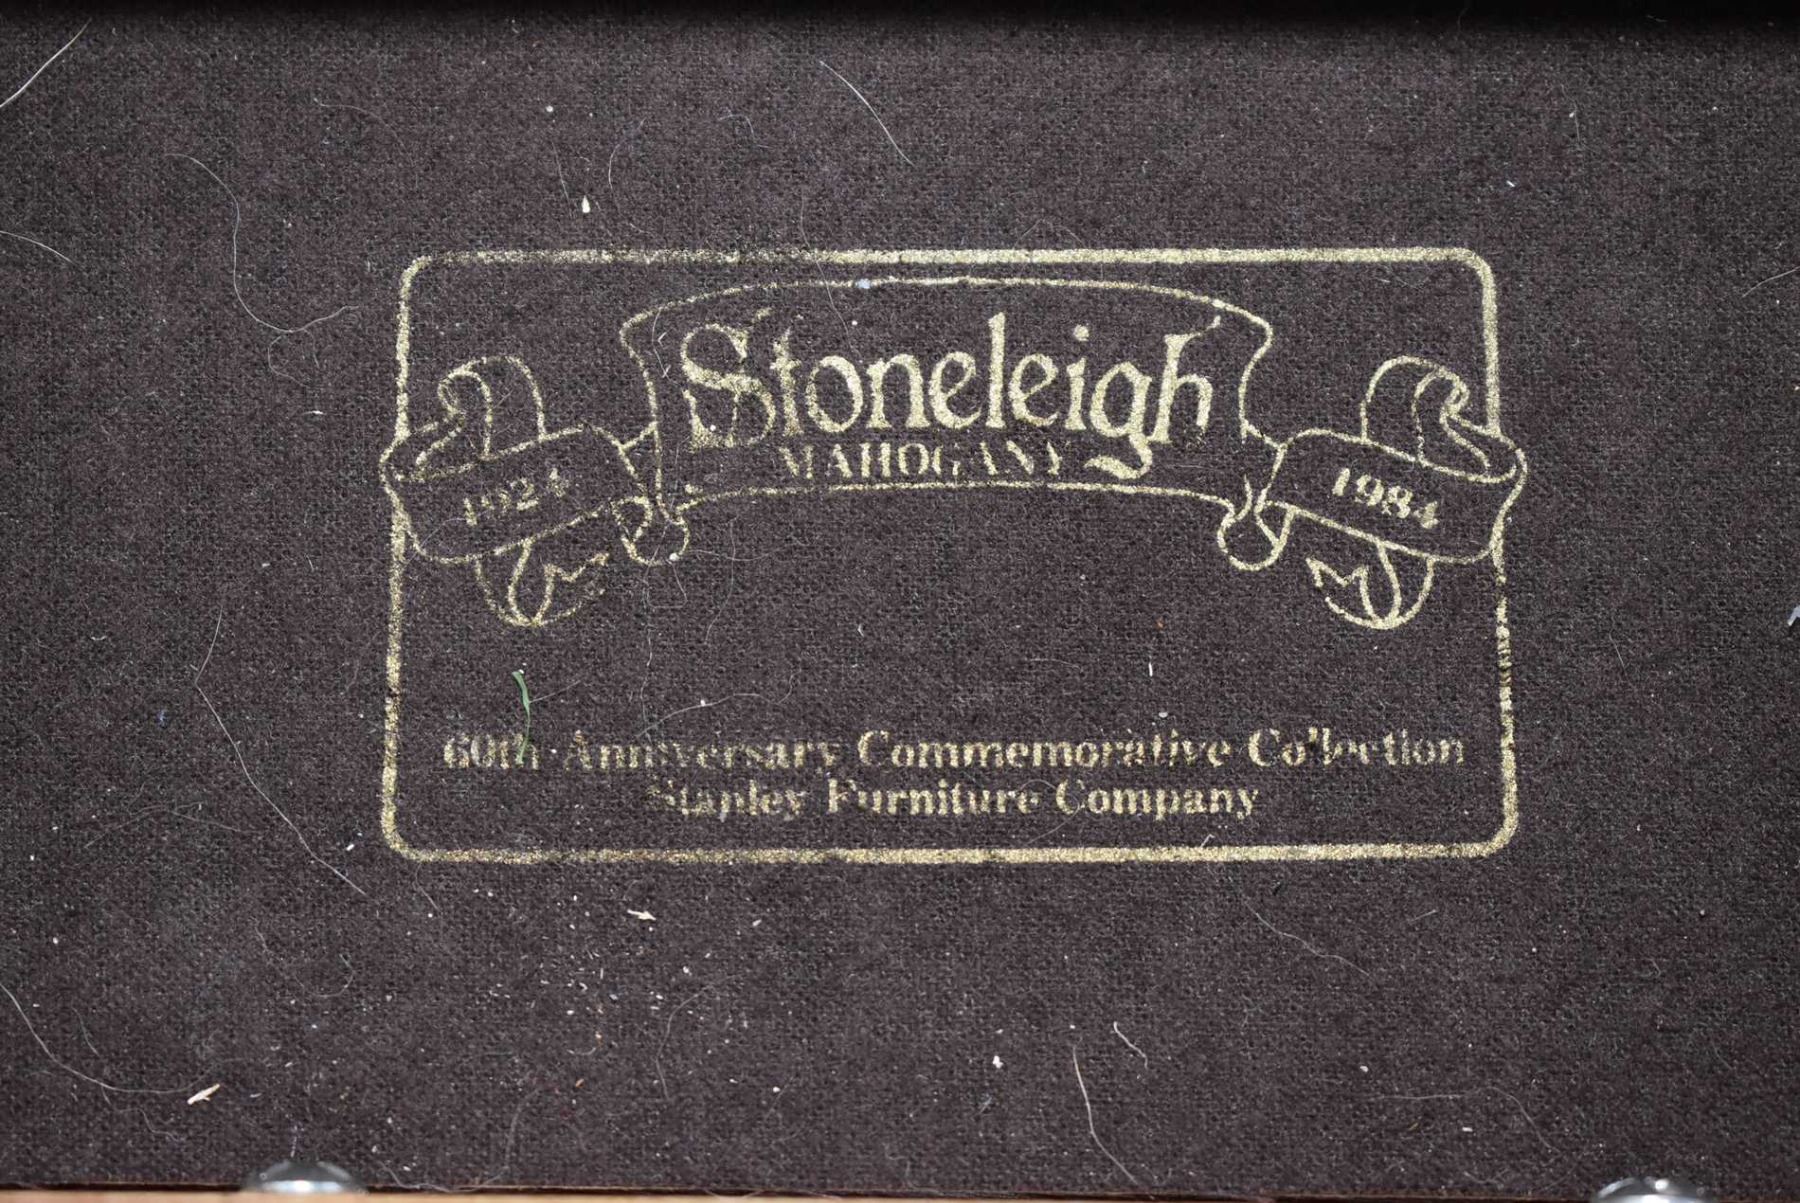 Stoneleigh
MAHOGANY
1924
1984
60th Anniversary Commemorative Collection
Stanley Furniture Company